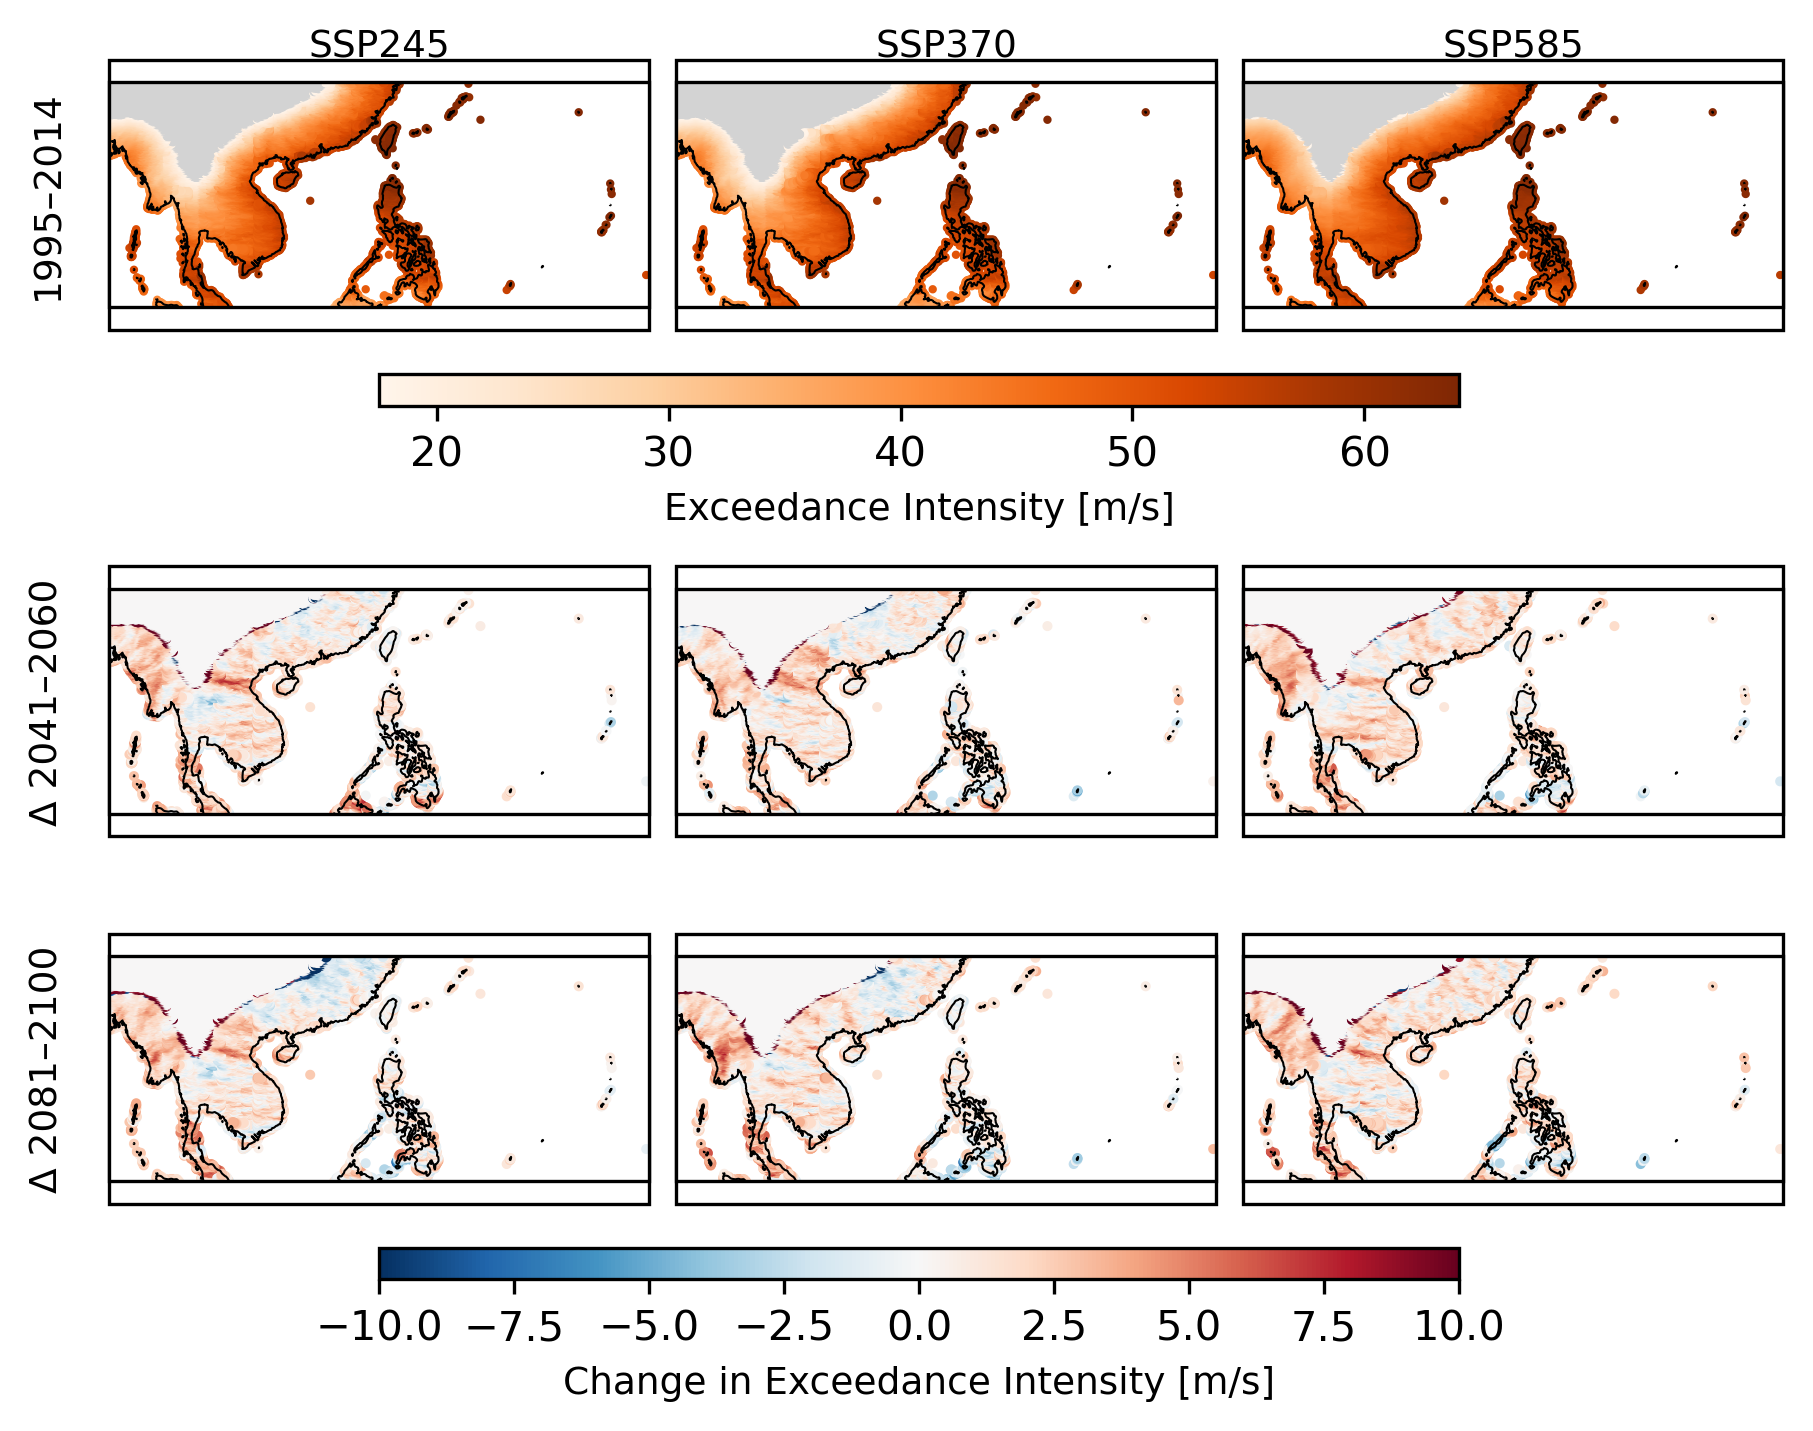 SSP245 SSP370 SSP585
1995–2014
20 30 40 50 60
Exceedance Intensity [m/s]
Δ 2041–2060
Δ 2081–2100
−10.0 −7.5 −5.0 −2.5 0.0 2.5 5.0 7.5 10.0
Change in Exceedance Intensity [m/s]